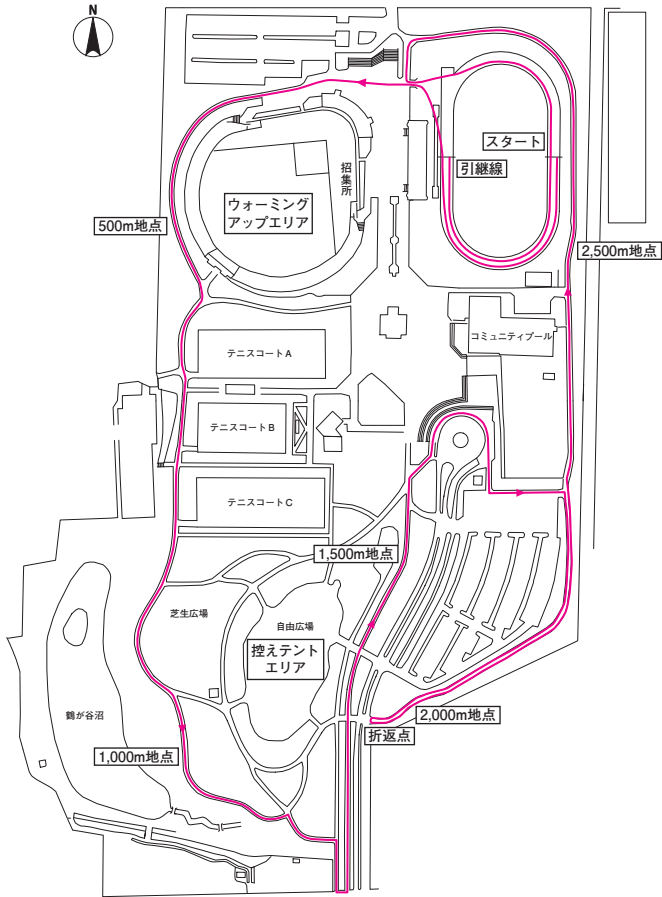 N
スタート
引継線
招集所
ウォーミング
アップエリア
500m地点
2,500m地点
コミュニティプール
テニスコートA
テニスコートB
テニスコートC
1,500m地点
芝生広場
自由広場
控えテント
エリア
鶴が谷沼
2,000m地点
折返点
1,000m地点